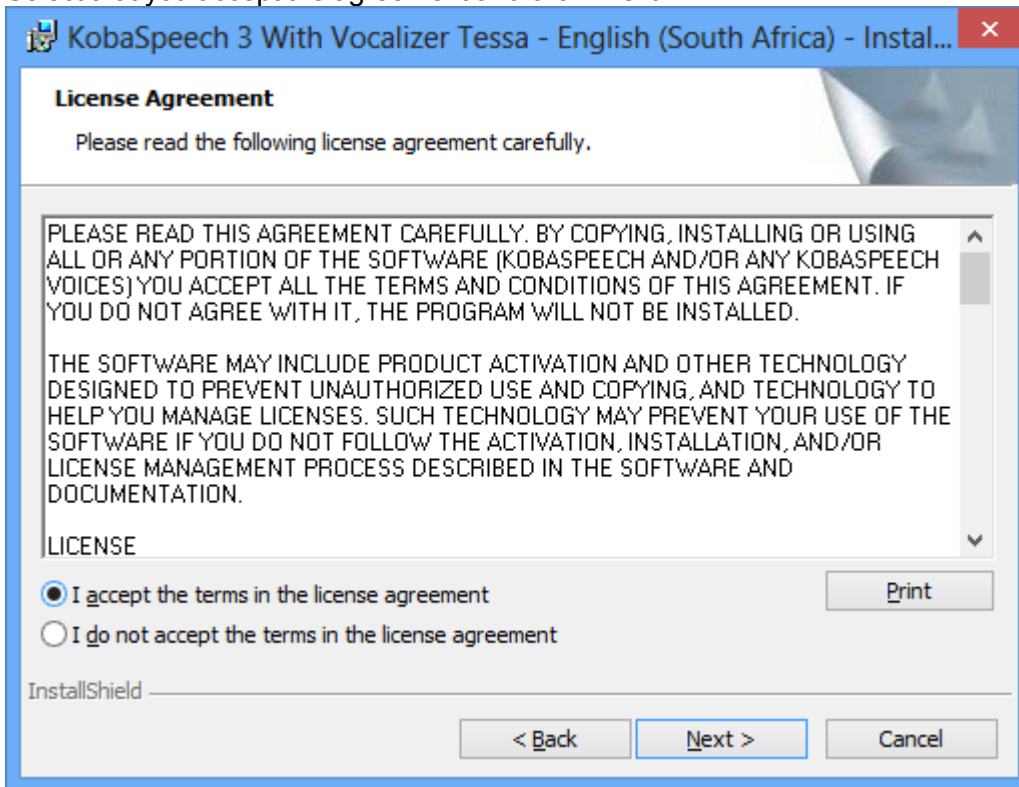 KobaSpeech 3 With Vocalizer Tessa - English (South Africa) - Instal...
License Agreement
Please read the following license agreement carefully.
PLEASE READ THIS AGREEMENT CAREFULLY. BY COPYING, INSTALLING OR USING
ALL OR ANY PORTION OF THE SOFTWARE (KOBASPEECH AND/OR ANY KOBASPEECH
VOICES) YOU ACCEPT ALL THE TERMS AND CONDITIONS OF THIS AGREEMENT. IF
YOU DO NOT AGREE WITH IT, THE PROGRAM WILL NOT BE INSTALLED.
THE SOFTWARE MAY INCLUDE PRODUCT ACTIVATION AND OTHER TECHNOLOGY
DESIGNED TO PREVENT UNAUTHORIZED USE AND COPYING, AND TECHNOLOGY TO
HELP YOU MANAGE LICENSES. SUCH TECHNOLOGY MAY PREVENT YOUR USE OF THE
SOFTWARE IF YOU DO NOT FOLLOW THE ACTIVATION, INSTALLATION, AND/OR
LICENSE MANAGEMENT PROCESS DESCRIBED IN THE SOFTWARE AND
DOCUMENTATION.
LICENSE
I accept the terms in the license agreement
Print
I do not accept the terms in the license agreement
InstallShield
< Back
Next >
Cancel